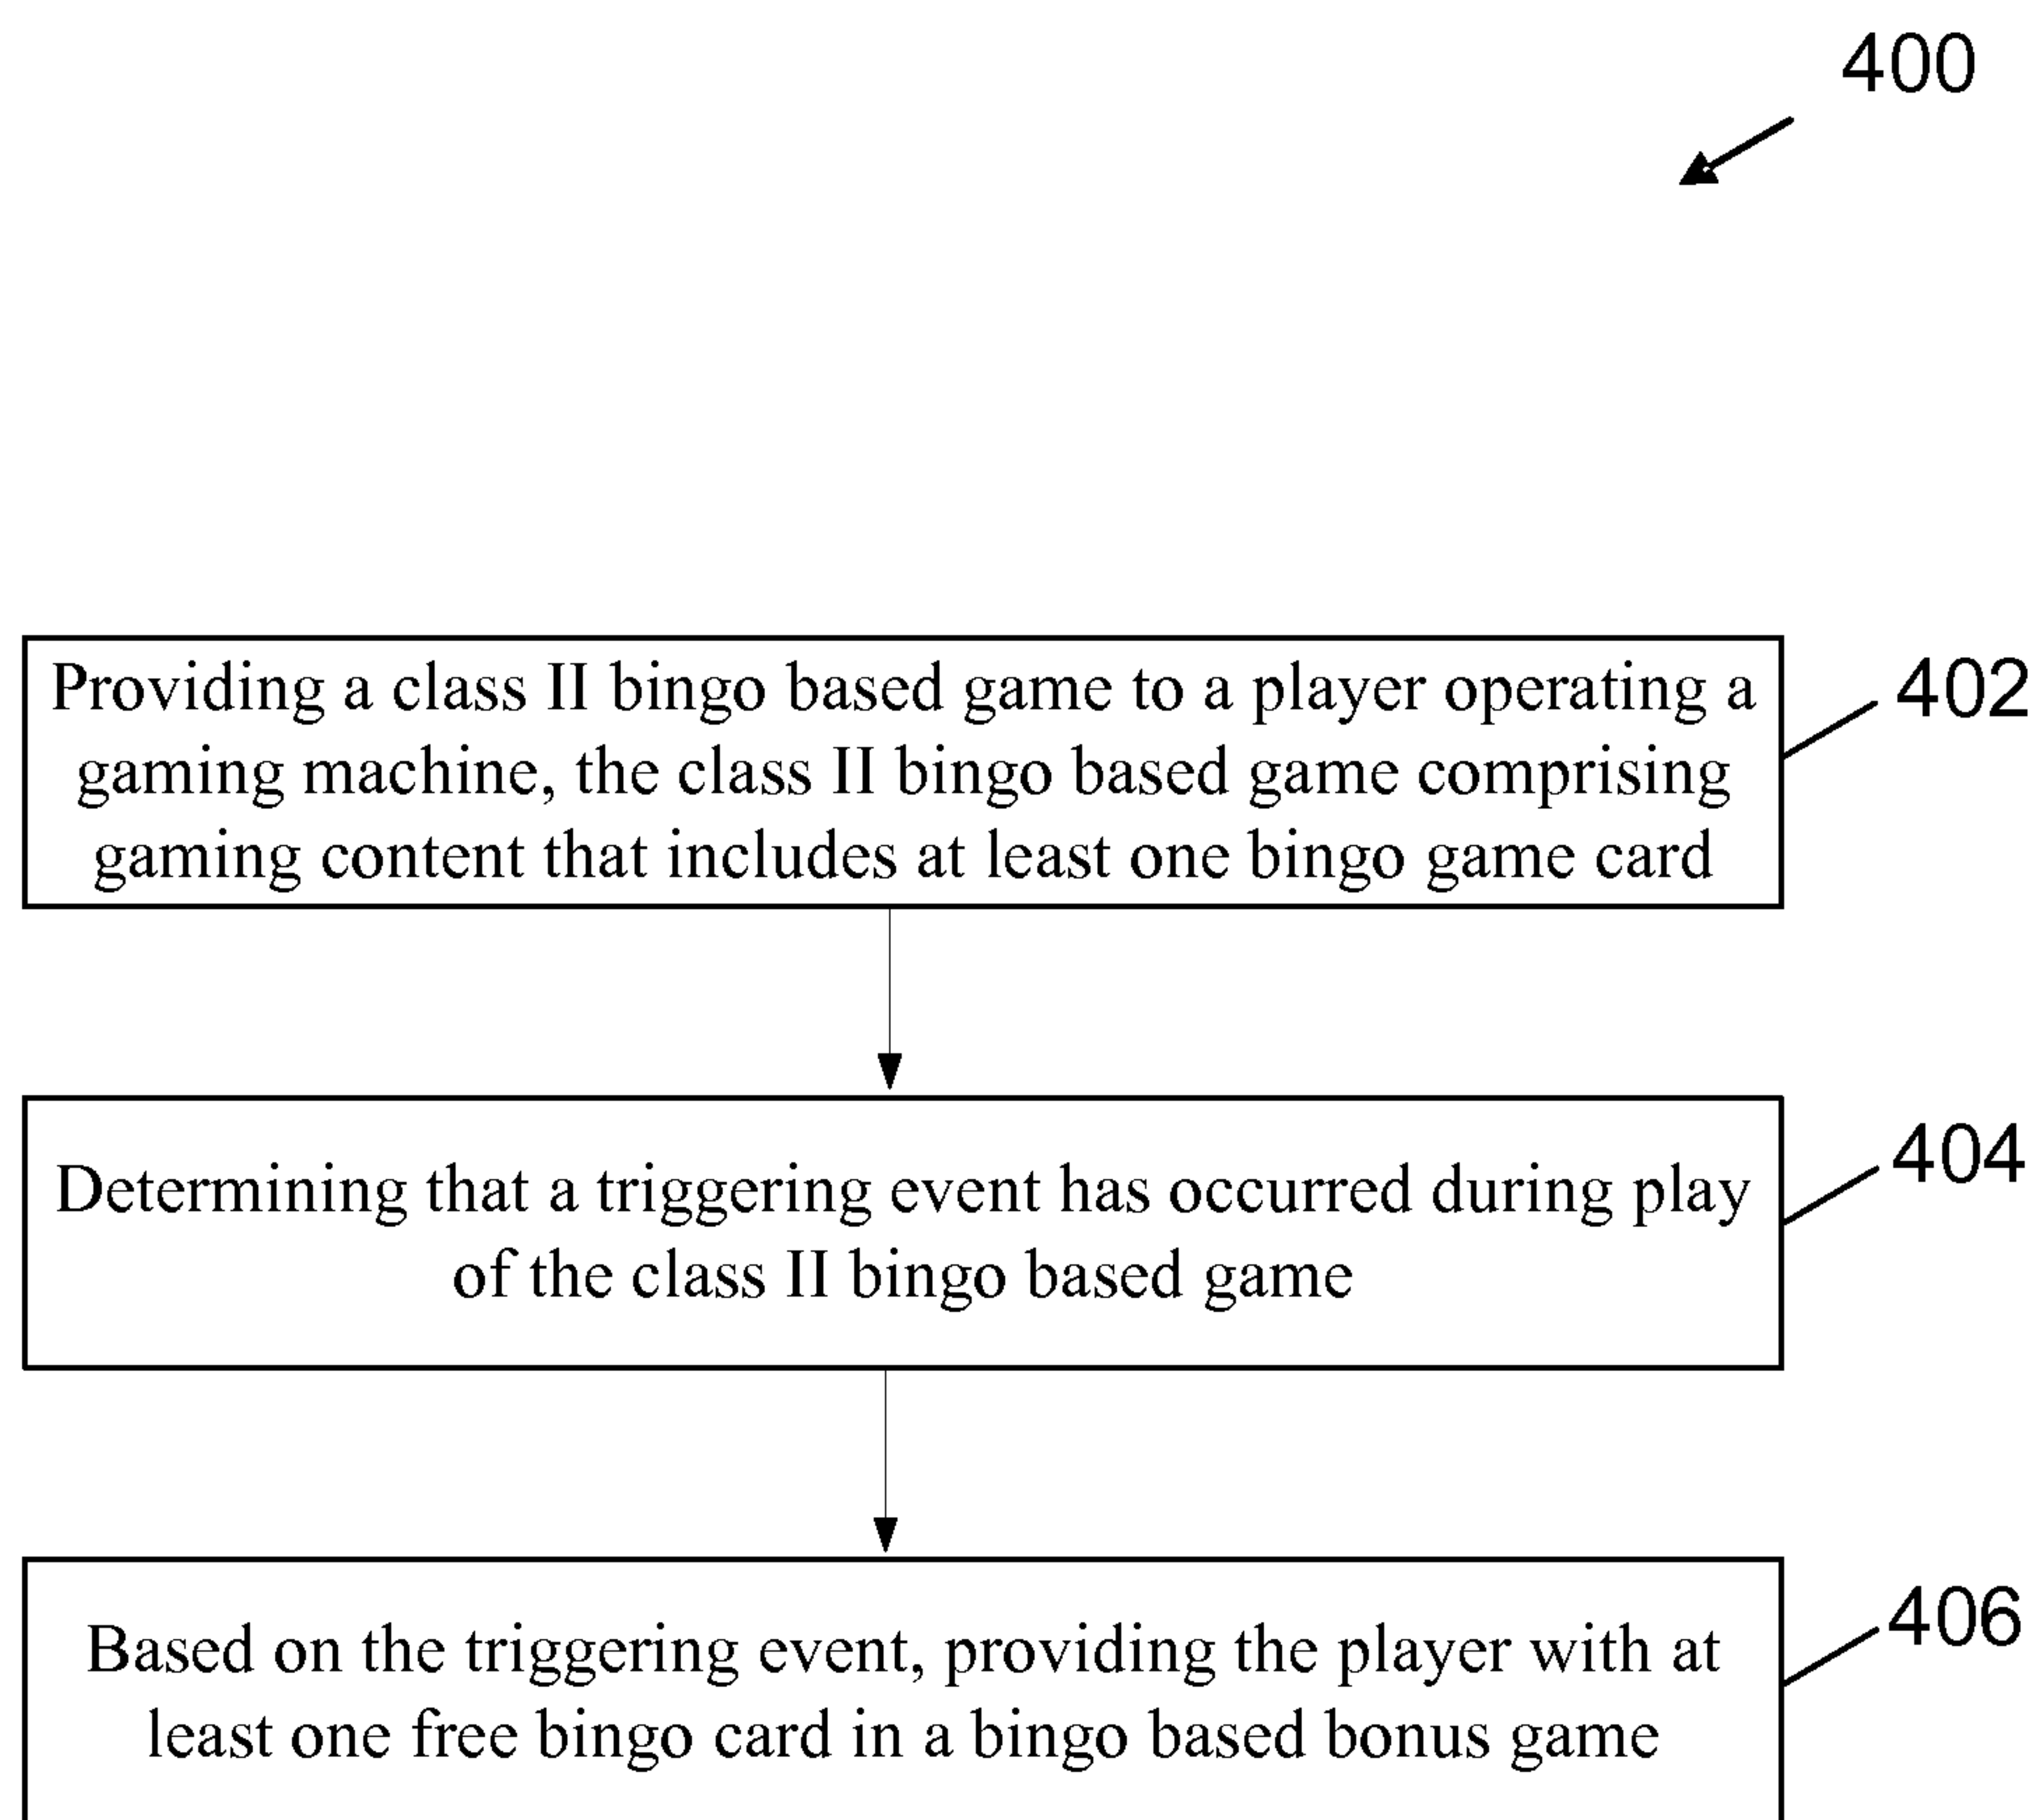 400
Providing a class II bingo based game to a player operating a
gaming machine, the class II bingo based game comprising
gaming content that includes at least one bingo game card
402
Determining that a triggering event has occurred during play
of the class II bingo based game
404
Based on the triggering event, providing the player with at
least one free bingo card in a bingo based bonus game
406